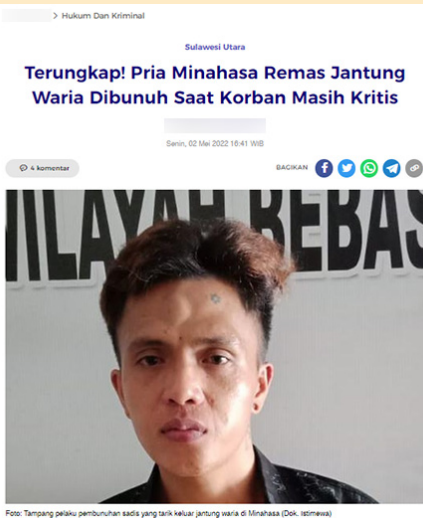 Hukum Dan Kriminal
Sulawesi Utara
Terungkap! Pria Minahasa Remas Jantung
Waria Dibunuh Saat Korban Masih Kritis
Senin, 02 Mei 2022 16:41 WIB
4 komentar
BAGIKAN
WILAYAH BEBAS
Foto: Tampang pelaku pembunuhan sadis yang tarik keluar jantung waria di Minahasa (Dok. Istimewa)